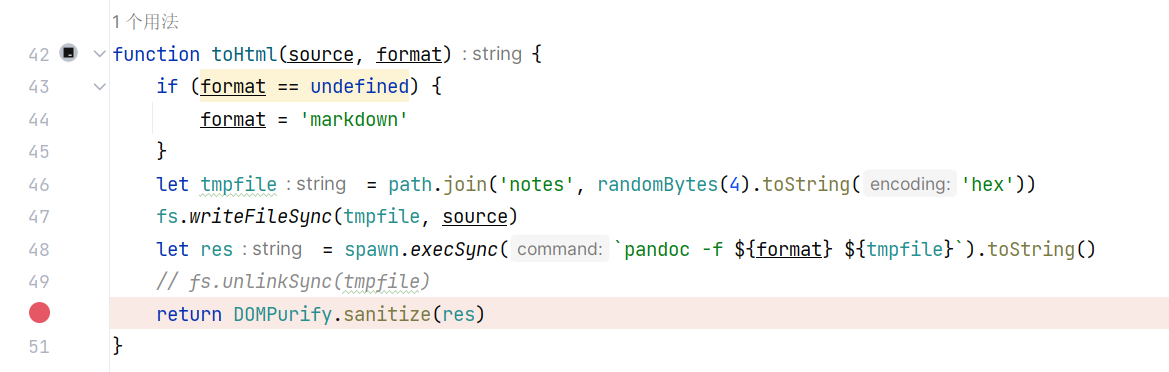 1 个用法
42 function toHtml(source, format) : string {
43 if (format == undefined) {
44 format = 'markdown'
45 }
46 let tmpfile : string = path.join('notes', randomBytes(4).toString( encoding: 'hex'))
47 fs.writeFileSync(tmpfile, source)
48 let res : string = spawn.execSync( command: `pandoc -f ${format} ${tmpfile}`).toString()
49 // fs.unlinkSync(tmpfile)
return DOMPurify.sanitize(res)
51 }